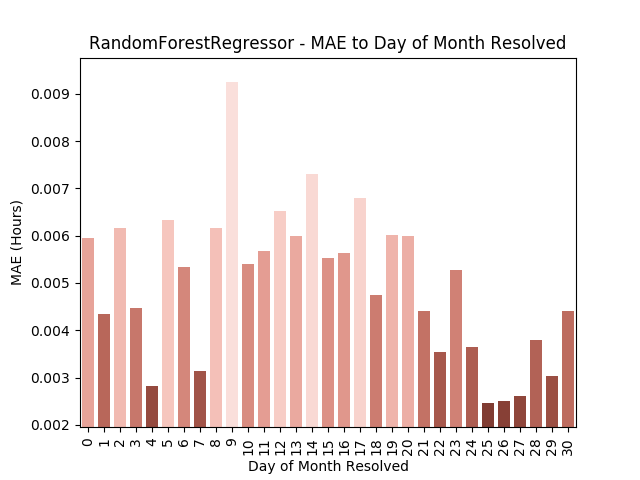 RandomForestRegressor - MAE to Day of Month Resolved
MAE (Hours)
0.009
0.008
0.007
0.006
0.005
0.004
0.003
0.002
0 1 2 3 4 5 6 7 8 9 10 11 12 13 14 15 16 17 18 19 20 21 22 23 24 25 26 27 28 29 30
Day of Month Resolved